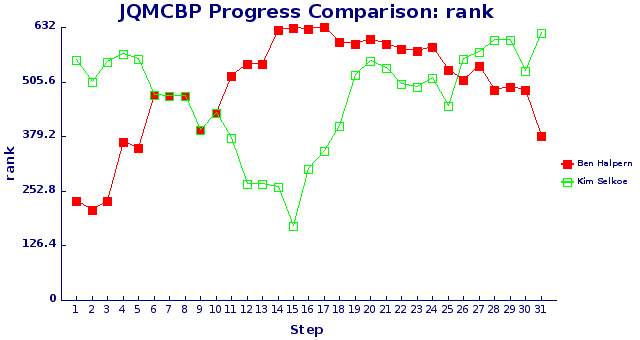 JQMCBP Progress Comparison: rank
632
505.6
379.2
252.8
126.4
0
rank
1 2 3 4 5 6 7 8 9 10 11 12 13 14 15 16 17 18 19 20 21 22 23 24 25 26 27 28 29 30 31
Step
Ben Halpern
Kim Selkoe